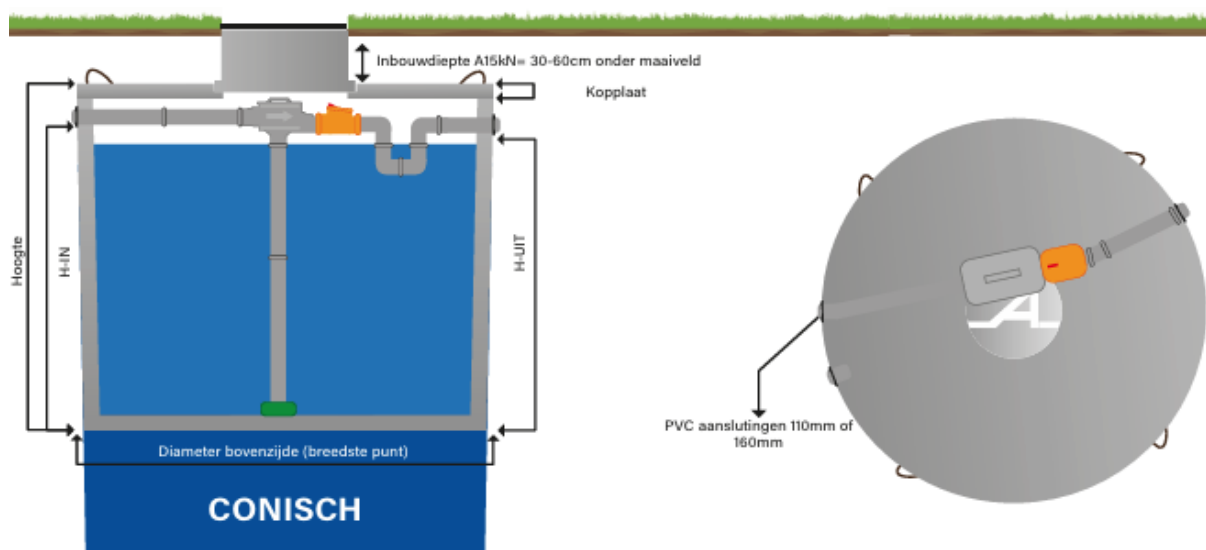 Inbouwdiepte A15kN= 30-60cm onder maaiveld
Kopplaat
Hoogte
H-IN
H-UIT
PVC aanslutingen 110mm of
160mm
Diameter bovenzijde (breedste punt)
CONISCH